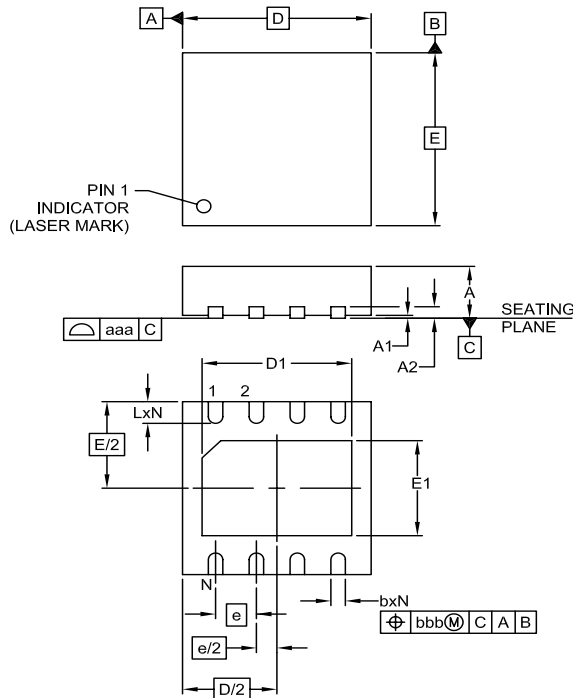 A
D
B
E
PIN 1
INDICATOR
(LASER MARK)
A
SEATING
PLANE
⌓ aaa C
A1
A2
C
D1
1 2
LxN
E/2
E1
N
e
bxN
⌖ bbbⓂ C A B
e/2
D/2